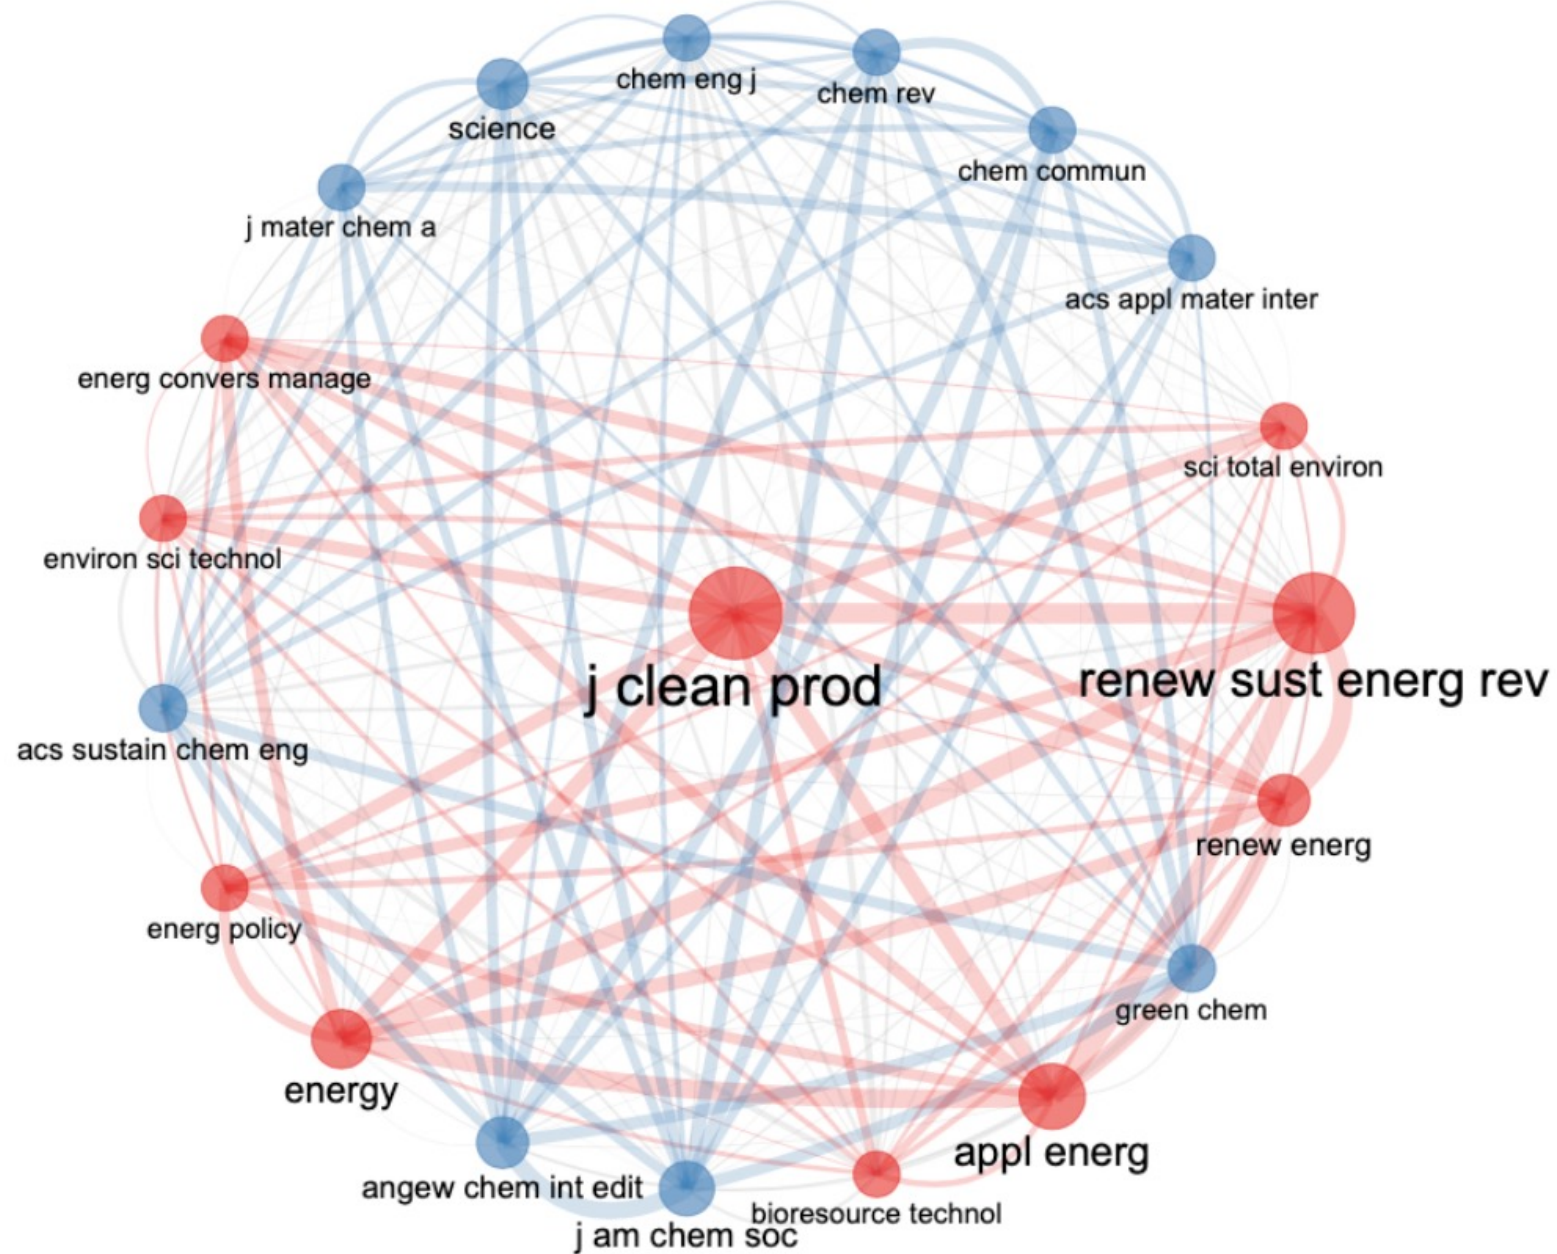 chem eng j
chem rev
science
chem commun
j mater chem a
acs appl mater inter
energ convers manage
sci total environ
environ sci technol
j clean prod
renew sust energ rev
acs sustain chem eng
renew energ
energ policy
green chem
energy
appl energ
angew chem int edit
bioresource technol
j am chem soc